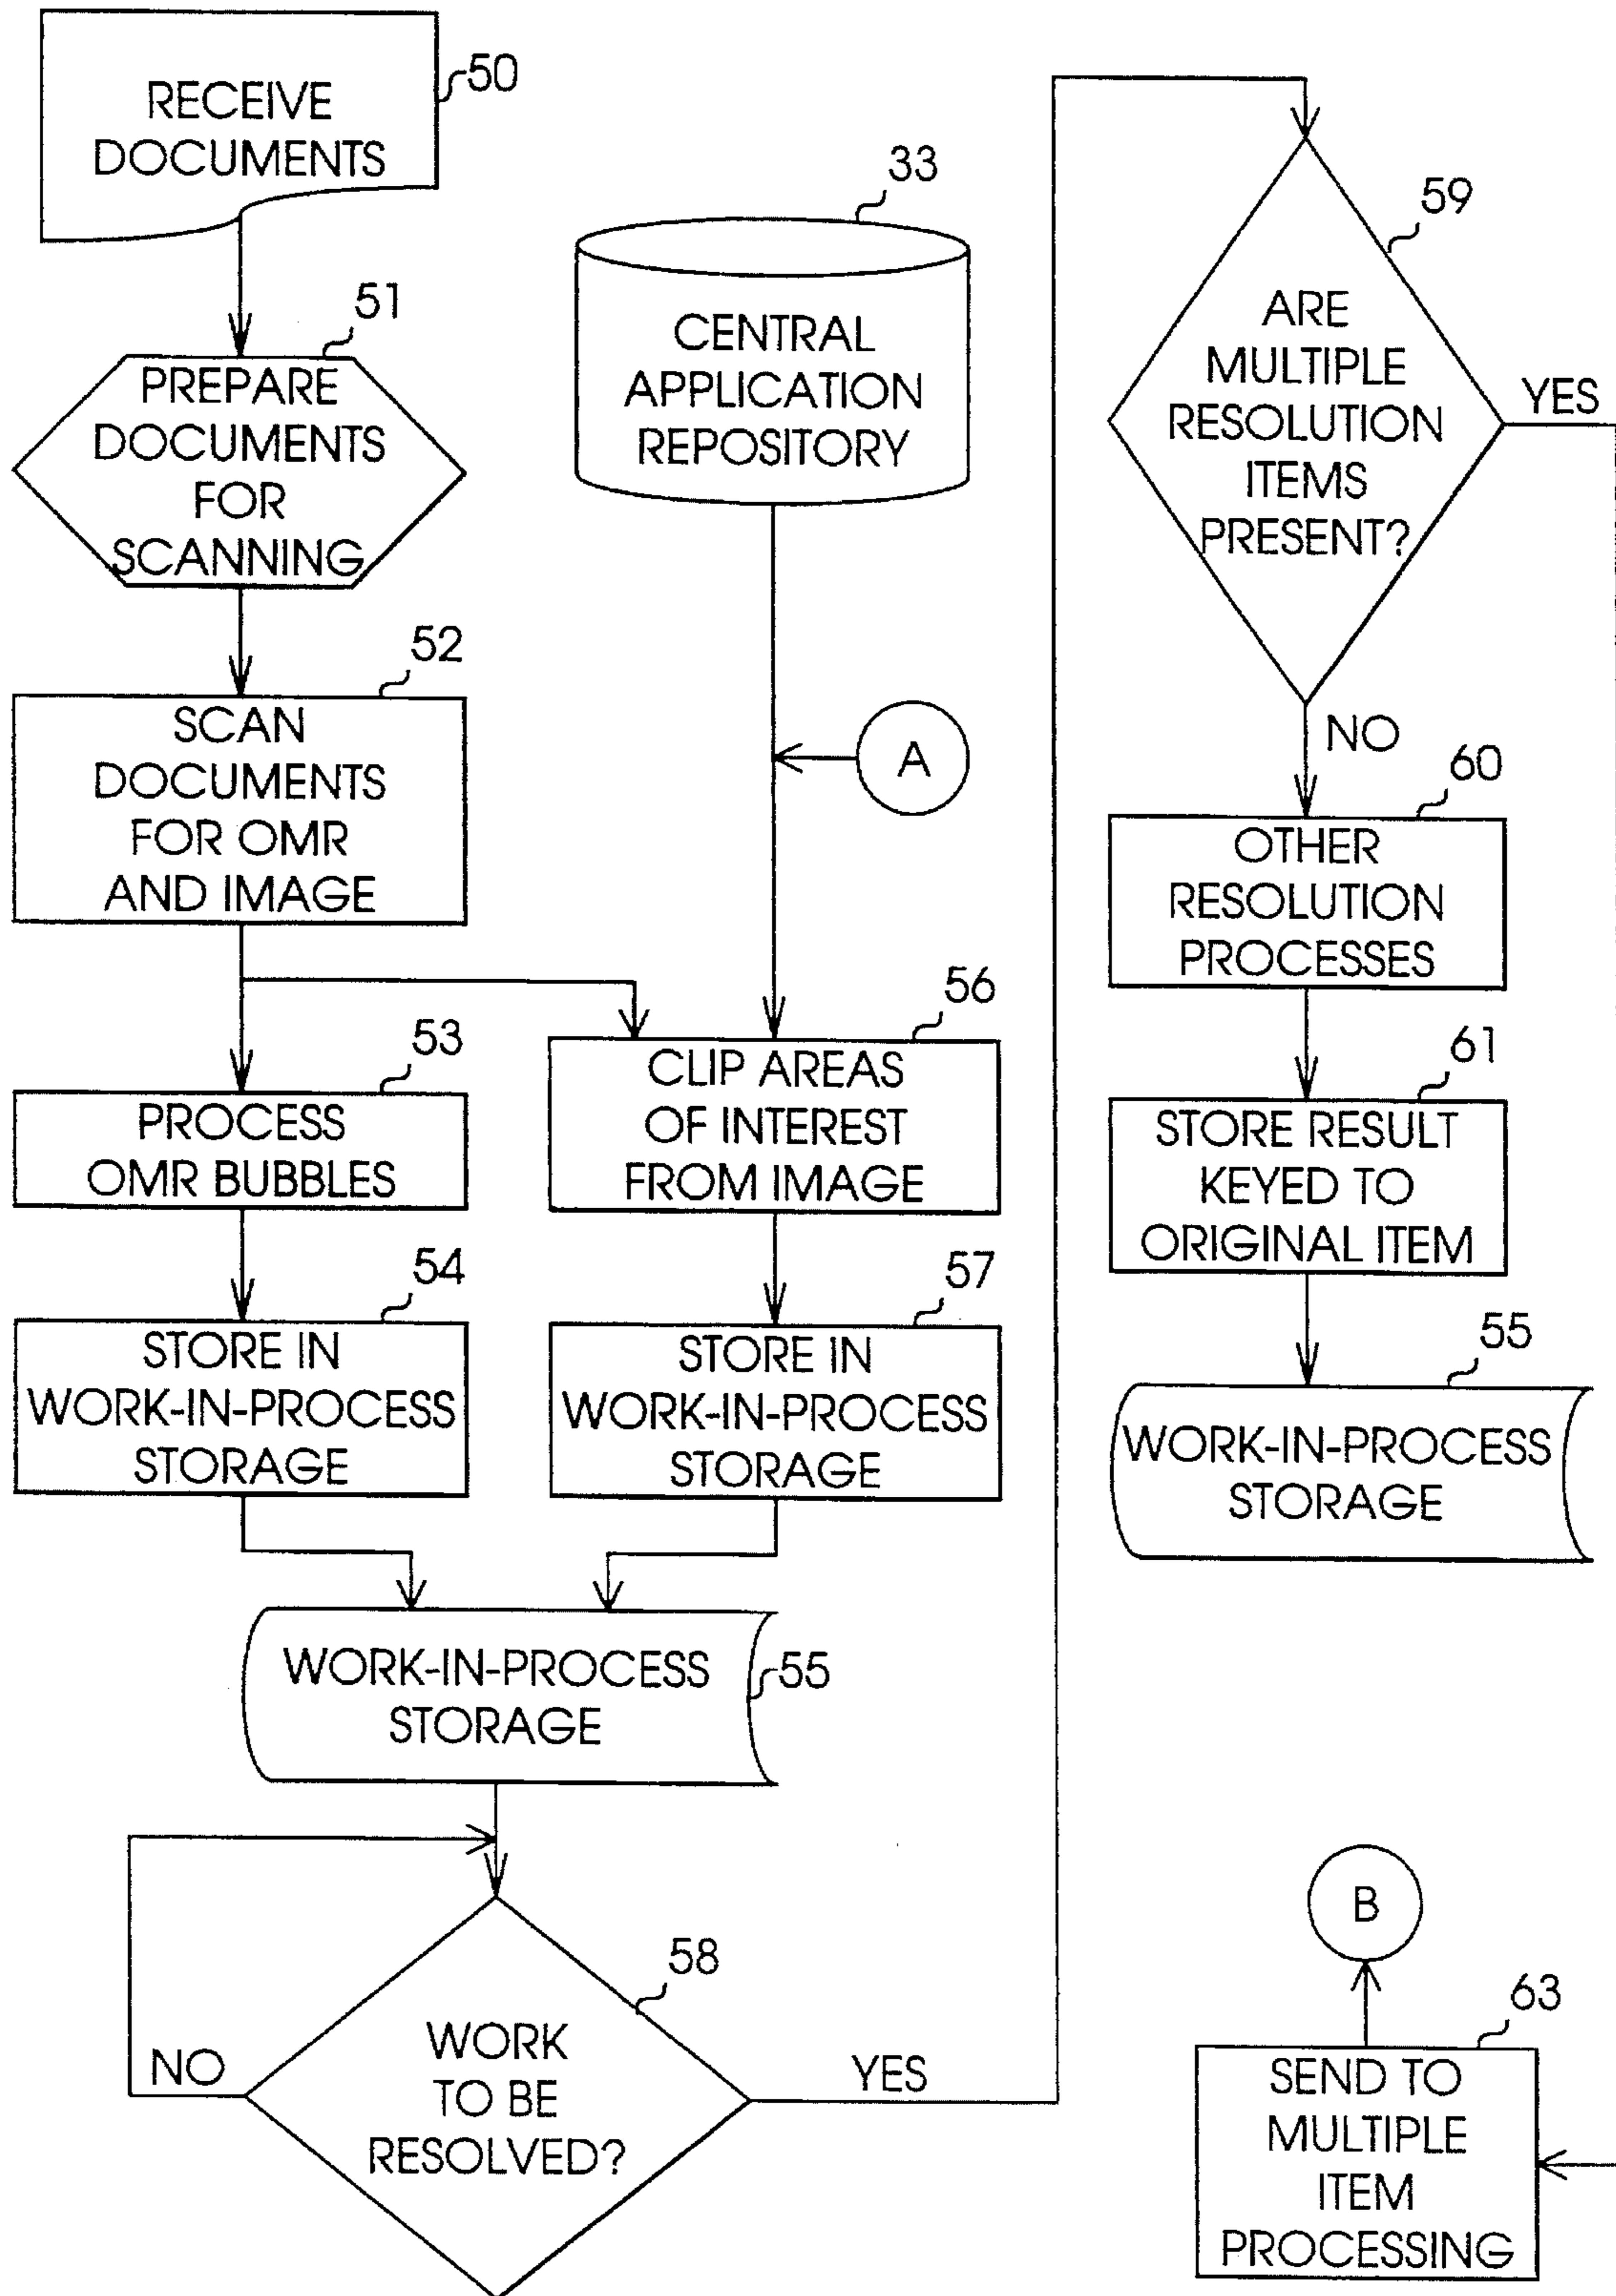 50
RECEIVE
DOCUMENTS
51
PREPARE
DOCUMENTS
FOR
SCANNING
52
SCAN
DOCUMENTS
FOR OMR
AND IMAGE
53
PROCESS
OMR BUBBLES
54
STORE IN
WORK-IN-PROCESS
STORAGE
33
CENTRAL
APPLICATION
REPOSITORY
A
56
CLIP AREAS
OF INTEREST
FROM IMAGE
57
STORE IN
WORK-IN-PROCESS
STORAGE
WORK-IN-PROCESS
STORAGE
55
58
WORK
TO BE
RESOLVED?
NO
YES
59
ARE
MULTIPLE
RESOLUTION
ITEMS
PRESENT?
YES
NO
60
OTHER
RESOLUTION
PROCESSES
61
STORE RESULT
KEYED TO
ORIGINAL ITEM
55
WORK-IN-PROCESS
STORAGE
B
63
SEND TO
MULTIPLE
ITEM
PROCESSING